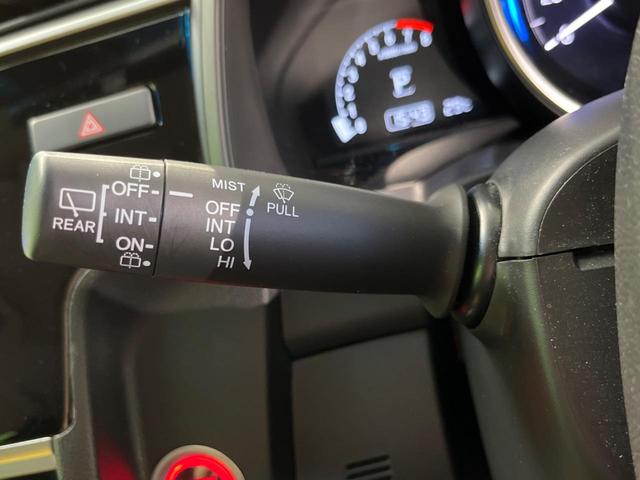 OFF
REAR
INT
ON
MIST
OFF
INT
LO
HI
PULL